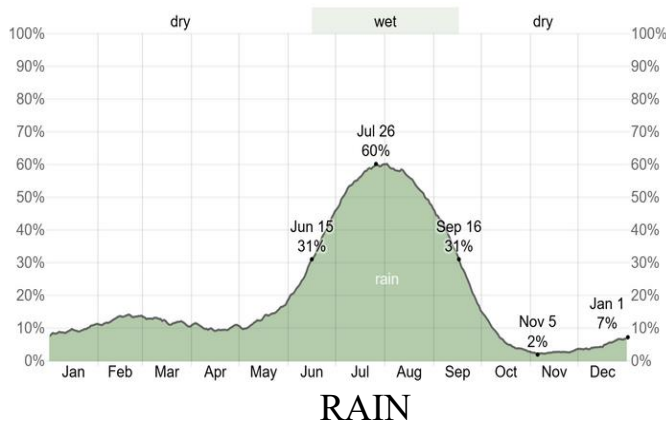 dry wet dry
100% 100%
90% 90%
80% 80%
70% 70%
Jul 26
60% 60% 60%
50% 50%
Jun 15 Sep 16
40% 40%
31% 31%
30% 30%
rain
20% 20%
Jan 1
Nov 5 7%
10% 10%
2%
0% 0%
Jan Feb Mar Apr May Jun Jul Aug Sep Oct Nov Dec
RAIN